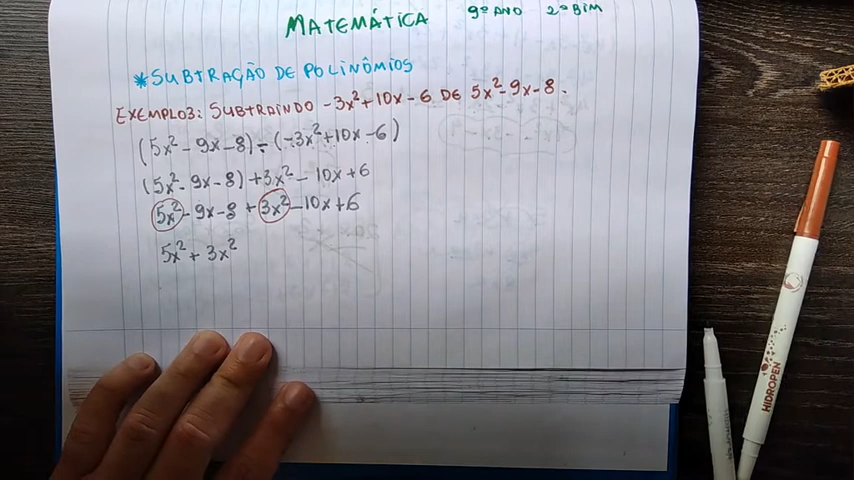 MATEMÁTICA 9º ANO 2º BIM
*SUBTRAÇÃO DE POLINÔMIOS
EXEMPLO3: SUBTRAINDO -3x²+10x-6 DE 5x²-9x-8.
(5x²-9x-8)-(-3x²+10x-6)
(5x²-9x-8)+3x²-10x+6
5x²-9x-8+3x²-10x+6
5x²+3x²
HIDROPEN